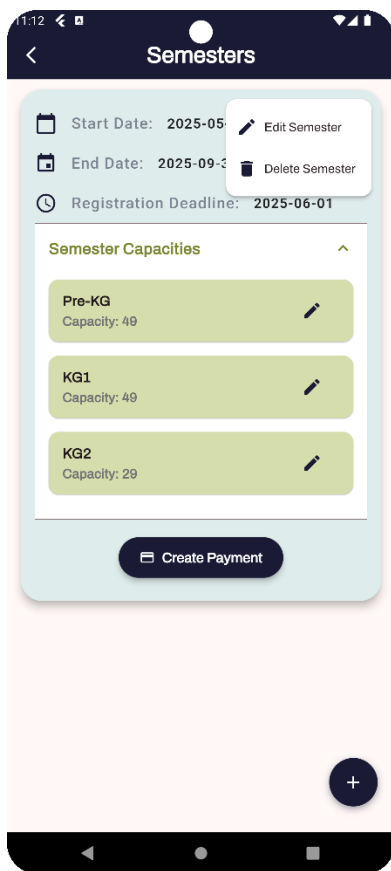 11:12
Semesters
Start Date: 2025-05-
Edit Semester
End Date: 2025-09-3
Delete Semester
Registration Deadline: 2025-06-01
Semester Capacities
Pre-KG
Capacity: 49
KG1
Capacity: 49
KG2
Capacity: 29
Create Payment